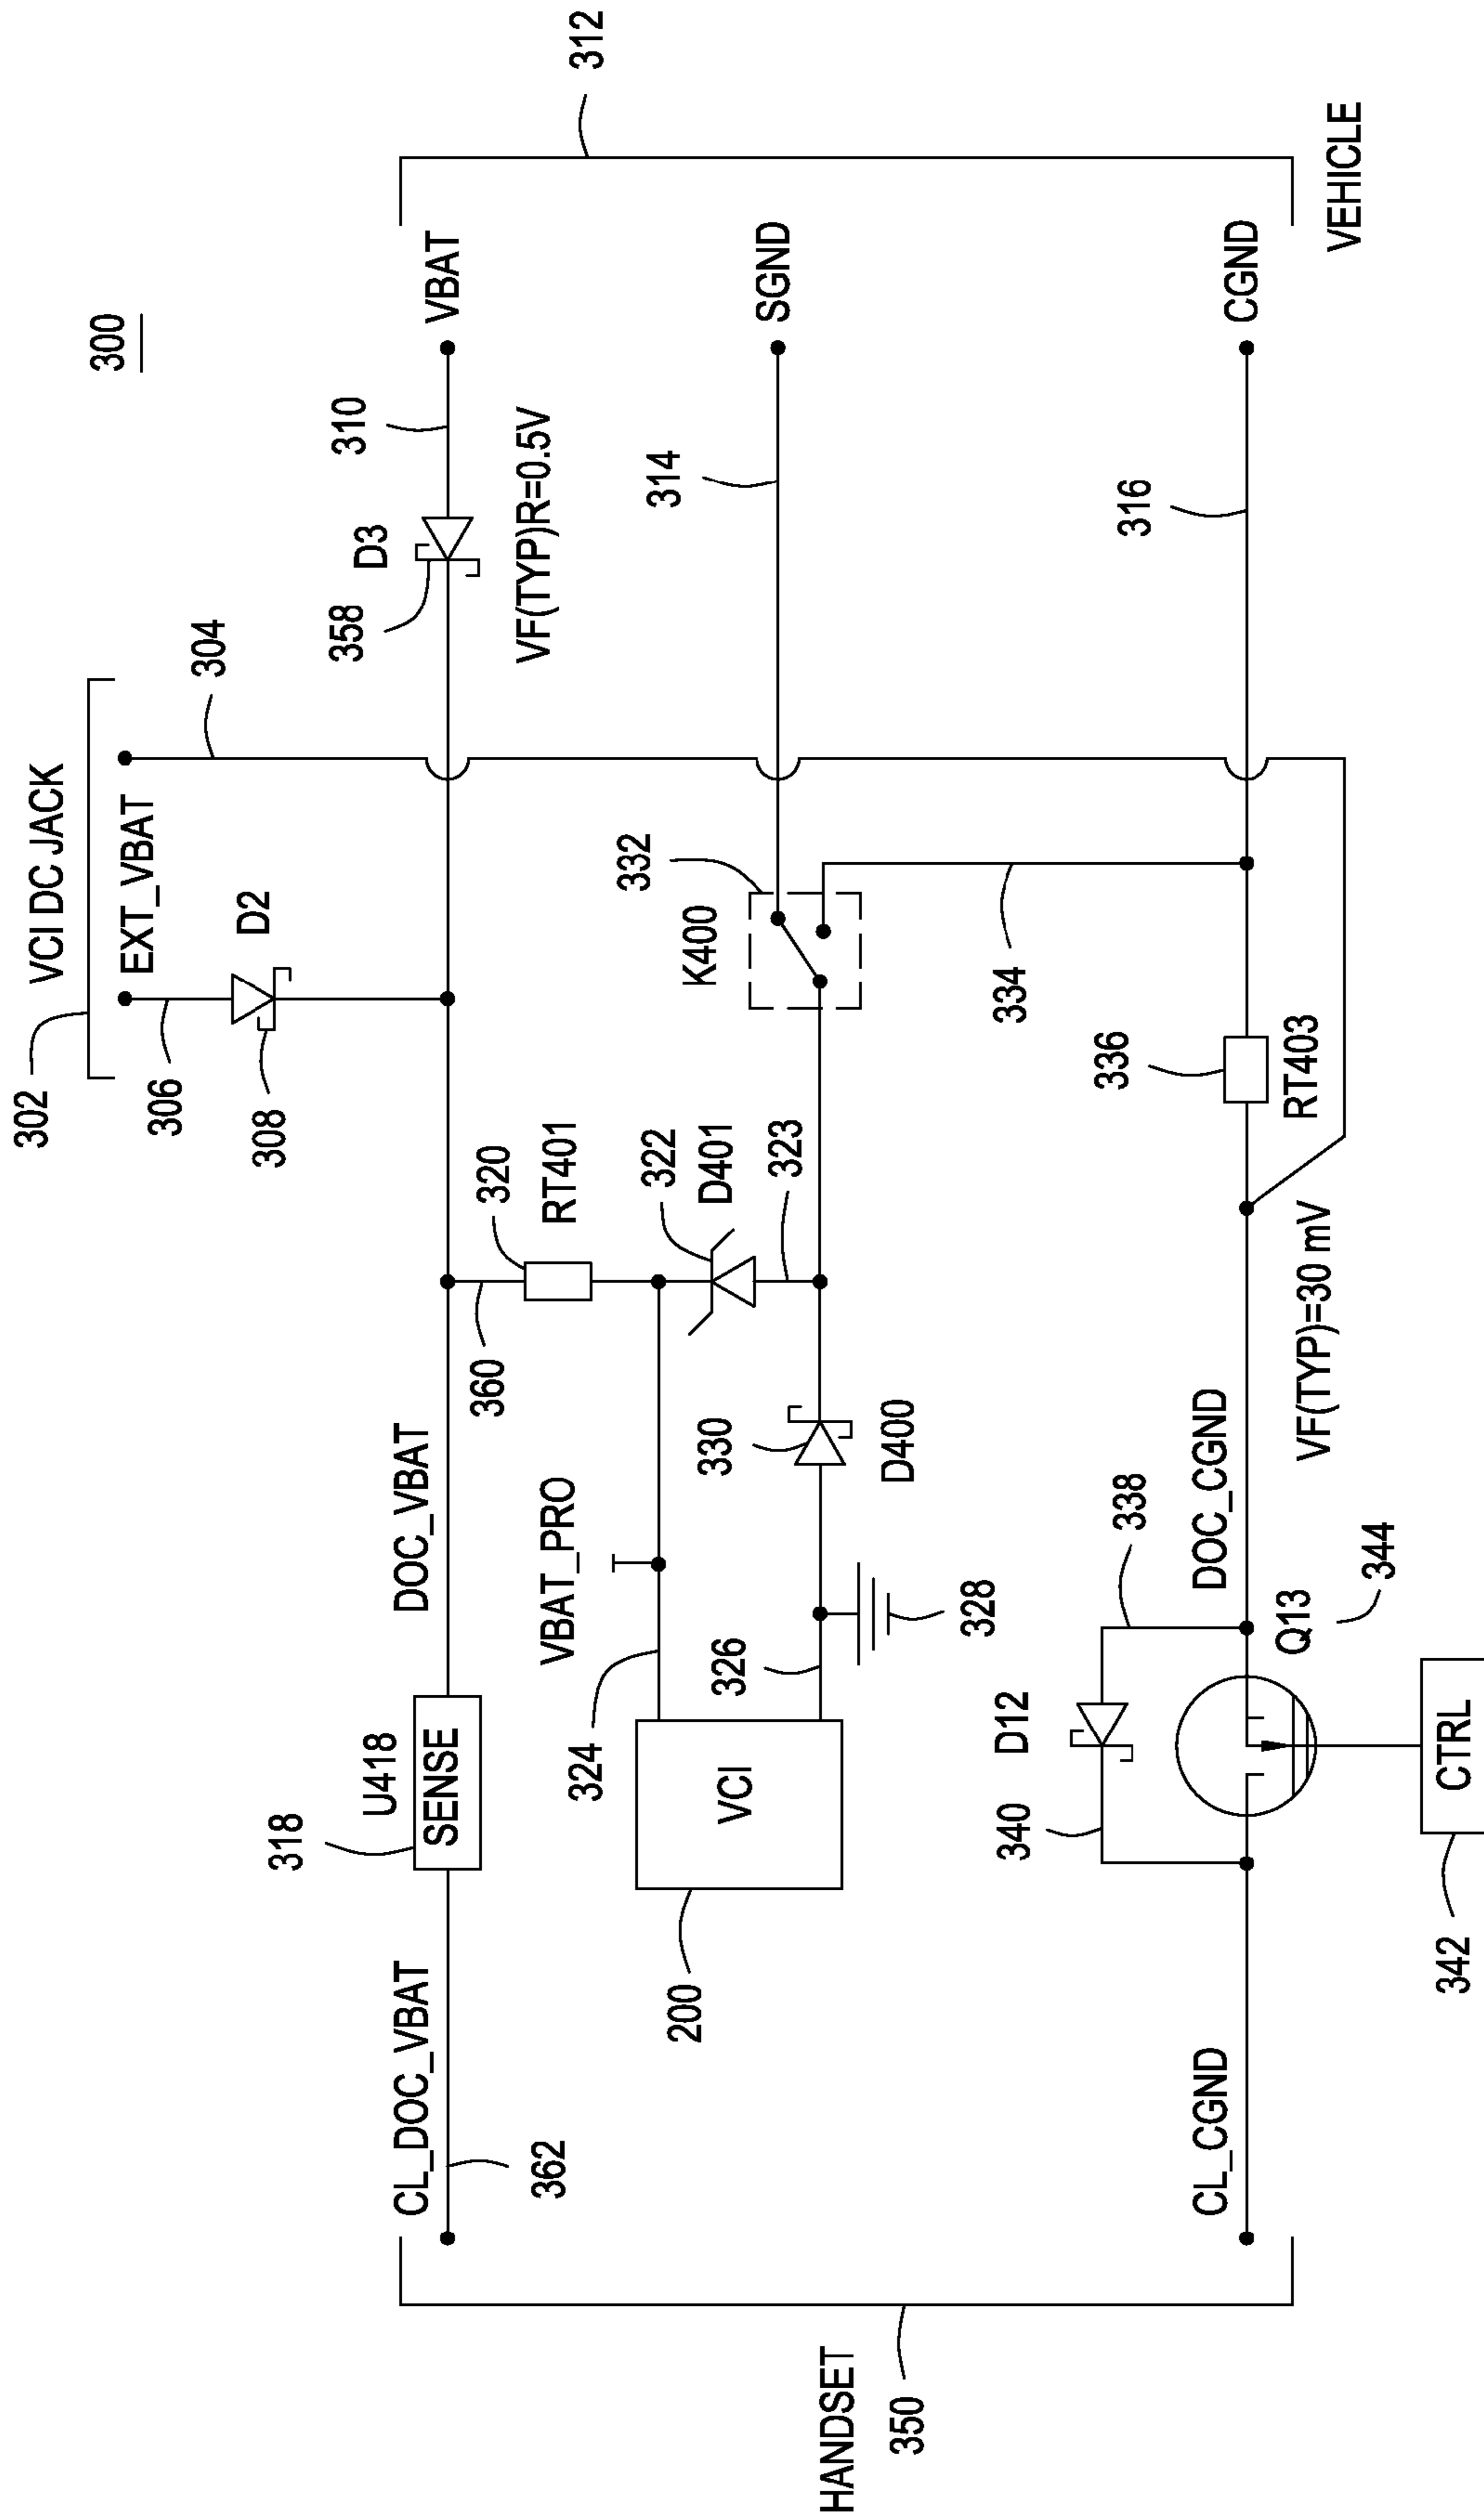 300
VCI DC JACK
EXT_VBAT
302
304
306
308
D2
VBAT
310
D3
358
VF(TYP)R=0.5V
312
SGND
314
CGND
316
VEHICLE
332
K400
334
336
RT403
320
RT401
322
D401
323
360
DOC_VBAT
U418
SENSE
318
CL_DOC_VBAT
362
VBAT_PRO
324
326
328
330
D400
VCI
200
DOC_CGND
VF(TYP)=30 mV
338
D12
340
Q13
344
CTRL
342
CL_CGND
HANDSET
350